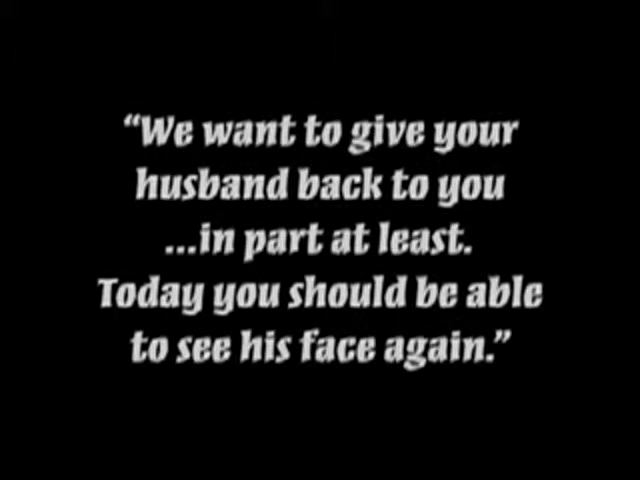 “We want to give your
husband back to you
...in part at least.
Today you should be able
to see his face again.”